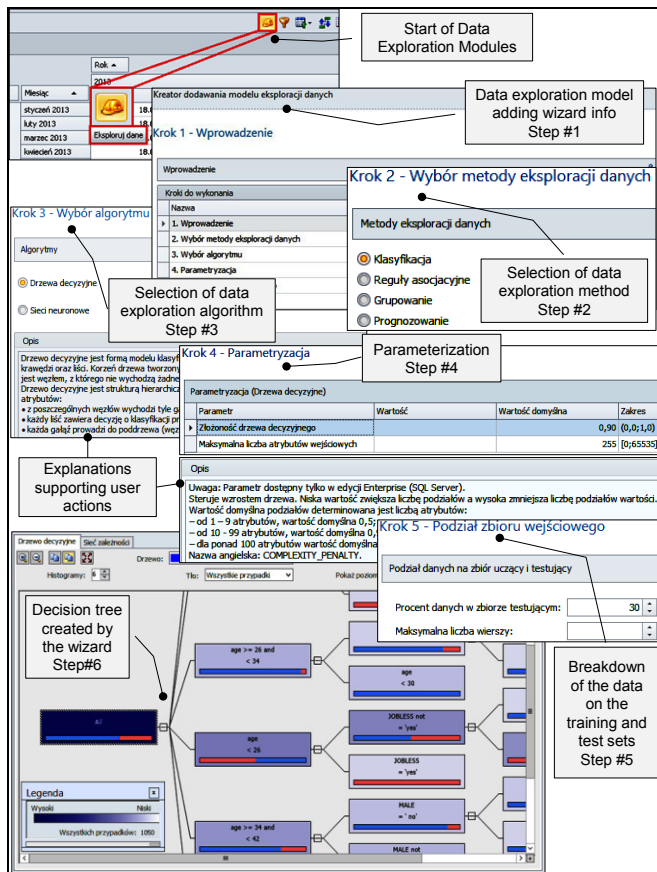 Start of Data
Exploration Modules
Rok
2013
Miesiąc
styczeń 2013
luty 2013
marzec 2013
kwiecień 2013
18.0
18.0
Eksploruj dane
Kreator dodawania modelu eksploracji danych
Krok 1 - Wprowadzenie
Wprowadzenie
Kroki do wykonania
Nazwa
1. Wprowadzenie
2. Wybór metody eksploracji danych
3. Wybór algorytmu
4. Parametryzacja
Data exploration model
adding wizard info
Step #1
Krok 2 - Wybór metody eksploracji danych
Metody eksploracji danych
Klasyfikacja
Reguły asocjacyjne
Grupowanie
Prognozowanie
Selection of data
exploration method
Step #2
Krok 3 - Wybór algorytmu
Algorytmy
Drzewa decyzyjne
Sieci neuronowe
Selection of data
exploration algorithm
Step #3
Opis
Drzewo decyzyjne jest formą modelu klasyf
krawędzi oraz liści. Korzeń drzewa tworzony
jest węzłem, z którego nie wychodzą żadne
Drzewo decyzyjne jest strukturą hierarchicz
atrybutów:
• z poszczególnych węzłów wychodzi tyle g
• każdy liść zawiera decyzję o klasyfikacji pr
• każda gałąź prowadzi do poddrzewa (węz
Krok 4 - Parametryzacja
Parameterization
Step #4
Parametryzacja (Drzewa decyzyjne)
Parametr Wartość Wartość domyślna Zakres
Złożoność drzewa decyzyjnego 0,90 (0,0;1,0)
Maksymalna liczba atrybutów wejściowych 255 [0;65535]
Explanations
supporting user
actions
Opis
Uwaga: Parametr dostępny tylko w edycji Enterprise (SQL Server).
Steruje wzrostem drzewa. Niska wartość zwiększa liczbę podziałów a wysoka zmniejsza liczbę podziałów wartości.
Wartość domyślna podziałów determinowana jest liczbą atrybutów:
– od 1 – 9 atrybutów, wartość domyślna 0,5;
– od 10 - 99 atrybutów, wartość domyślna 0,9
– dla ponad 100 atrybutów wartość domyślna
Nazwa angielska: COMPLEXITY_PENALTY.
Krok 5 - Podział zbioru wejściowego
Podział danych na zbiór uczący i testujący
Procent danych w zbiorze testującym: 30
Maksymalna liczba wierszy:
Breakdown
of the data
on the
training and
test sets
Step #5
Drzewo decyzyjne Sieć zależności
Drzewo:
Histogramy: 6 Tło: Wszystkie przypadki Pokaż poziom
Decision tree
created by
the wizard
Step#6
All
age >= 26 and
< 34
age
< 30
age
< 26
JOBLESS not
= 'yes'
JOBLESS
= 'yes'
age >= 34 and
< 42
MALE
= ' no'
MALE not
Legenda
Wysoki Niski
Wszystkich przypadków: 1050